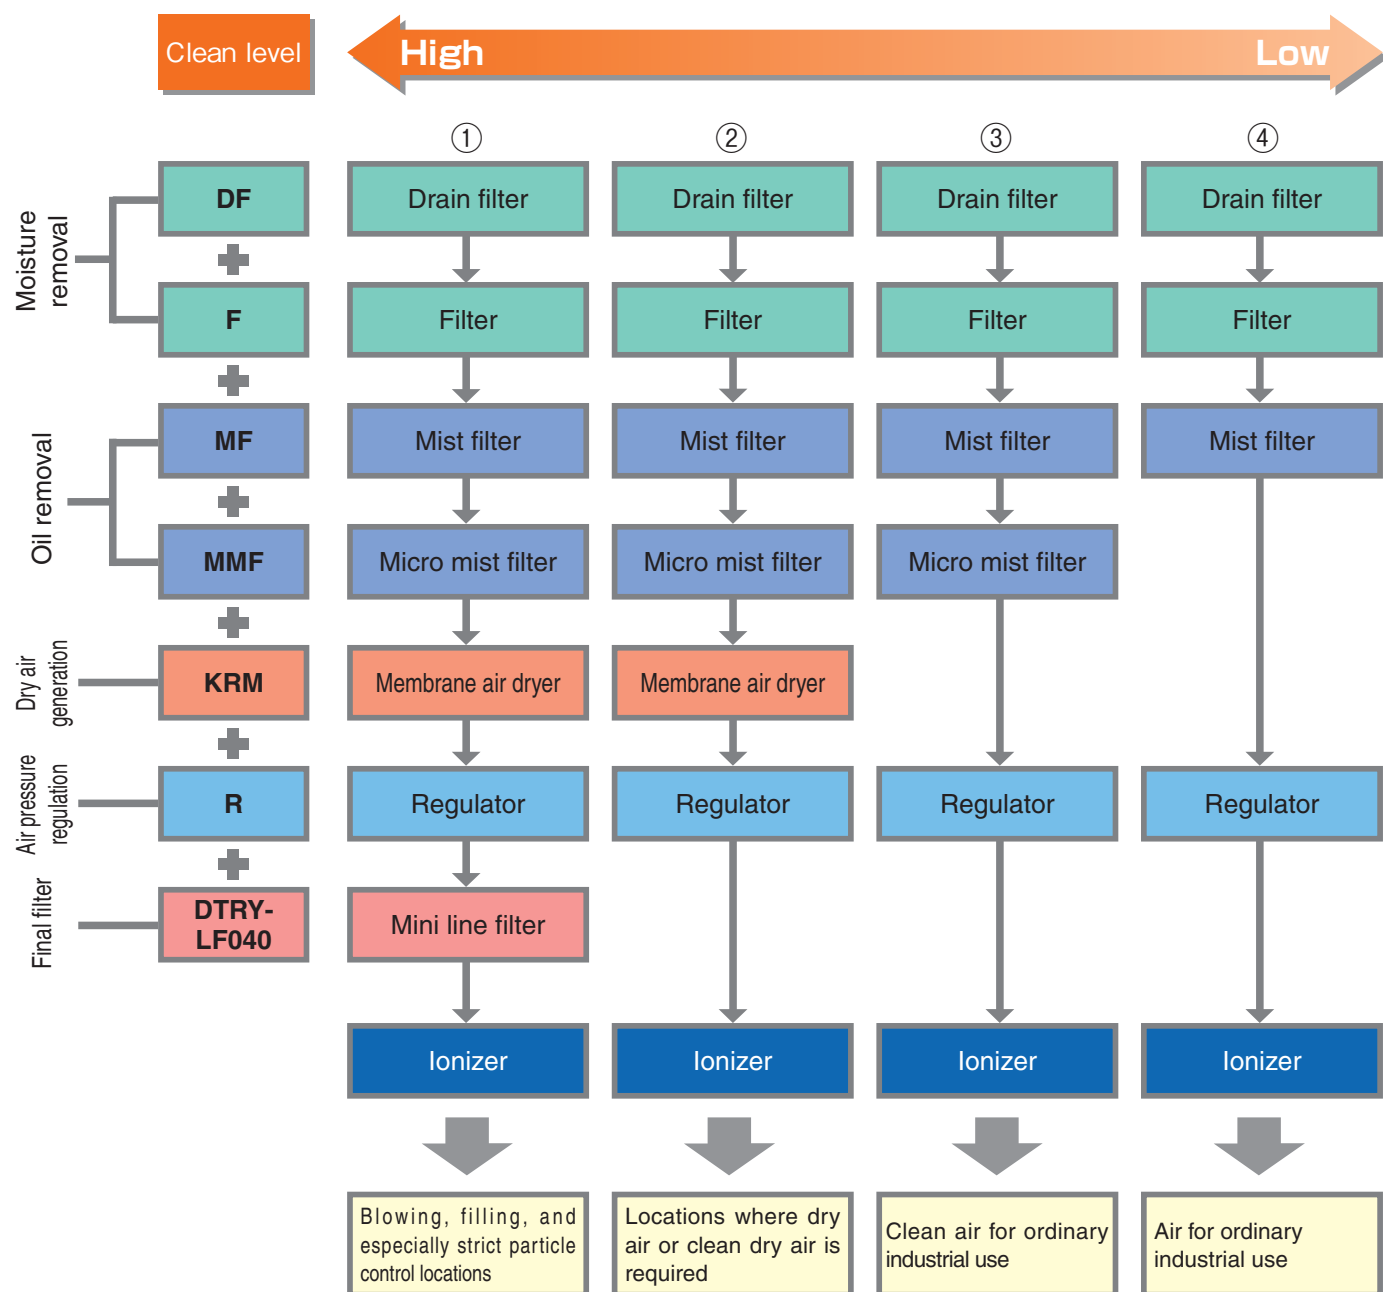 Clean level
High
Low
①
②
③
④
Moisture
removal
DF
Drain filter
Drain filter
Drain filter
Drain filter
F
Filter
Filter
Filter
Filter
Oil removal
MF
Mist filter
Mist filter
Mist filter
Mist filter
MMF
Micro mist filter
Micro mist filter
Micro mist filter
Dry air
generation
KRM
Membrane air dryer
Membrane air dryer
Air pressure
regulation
R
Regulator
Regulator
Regulator
Regulator
Final filter
DTRY-
LF040
Mini line filter
Ionizer
Ionizer
Ionizer
Ionizer
Blowing, filling, and
especially strict particle
control locations
Locations where dry
air or clean dry air is
required
Clean air for ordinary
industrial use
Air for ordinary
industrial use